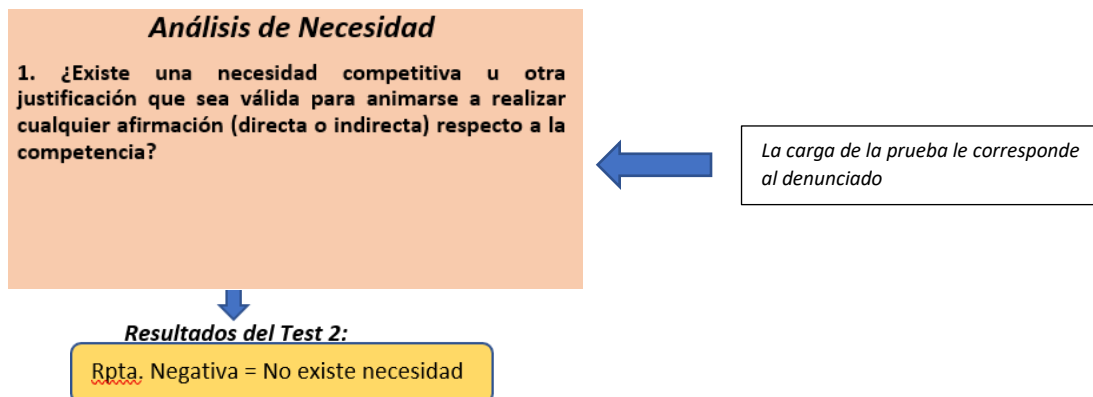 Análisis de Necesidad
1. ¿Existe una necesidad competitiva u otra
justificación que sea válida para animarse a realizar
cualquier afirmación (directa o indirecta) respecto a la
competencia?
La carga de la prueba le corresponde
al denunciado
Resultados del Test 2:
Rpta. Negativa = No existe necesidad